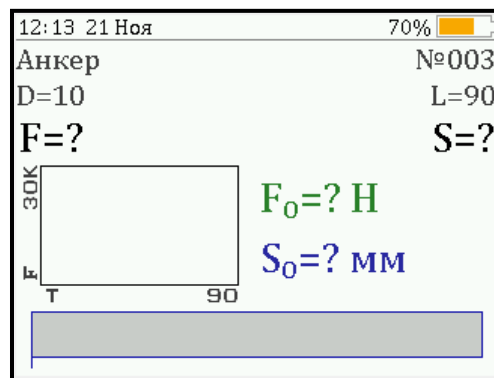 12:13 21 Ноя 70%
Анкер №003
D=10 L=90
F=? S=?
30K
F₀=? Н
S₀=? мм
F
T 90